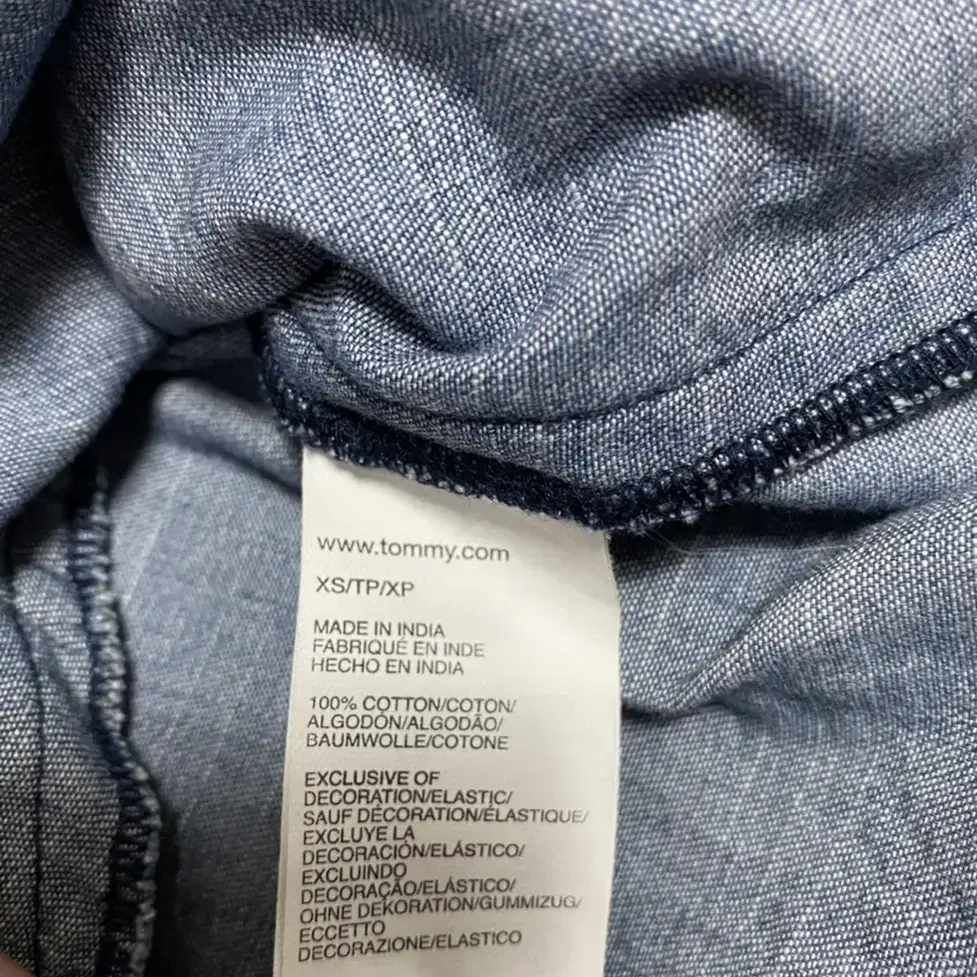 www.tommy.com
XS/TP/XP
MADE IN INDIA
FABRIQUÉ EN INDE
HECHO EN INDIA
100% COTTON/COTON/
ALGODÓN/ALGODÃO/
BAUMWOLLE/COTONE
EXCLUSIVE OF
DECORATION/ELASTIC/
SAUF DÉCORATION/ÉLASTIQUE/
EXCLUYE LA
DECORACIÓN/ELÁSTICO/
EXCLUINDO
DECORAÇÃO/ELÁSTICO/
OHNE DEKORATION/GUMMIZUG/
ECCETTO
DECORAZIONE/ELASTICO